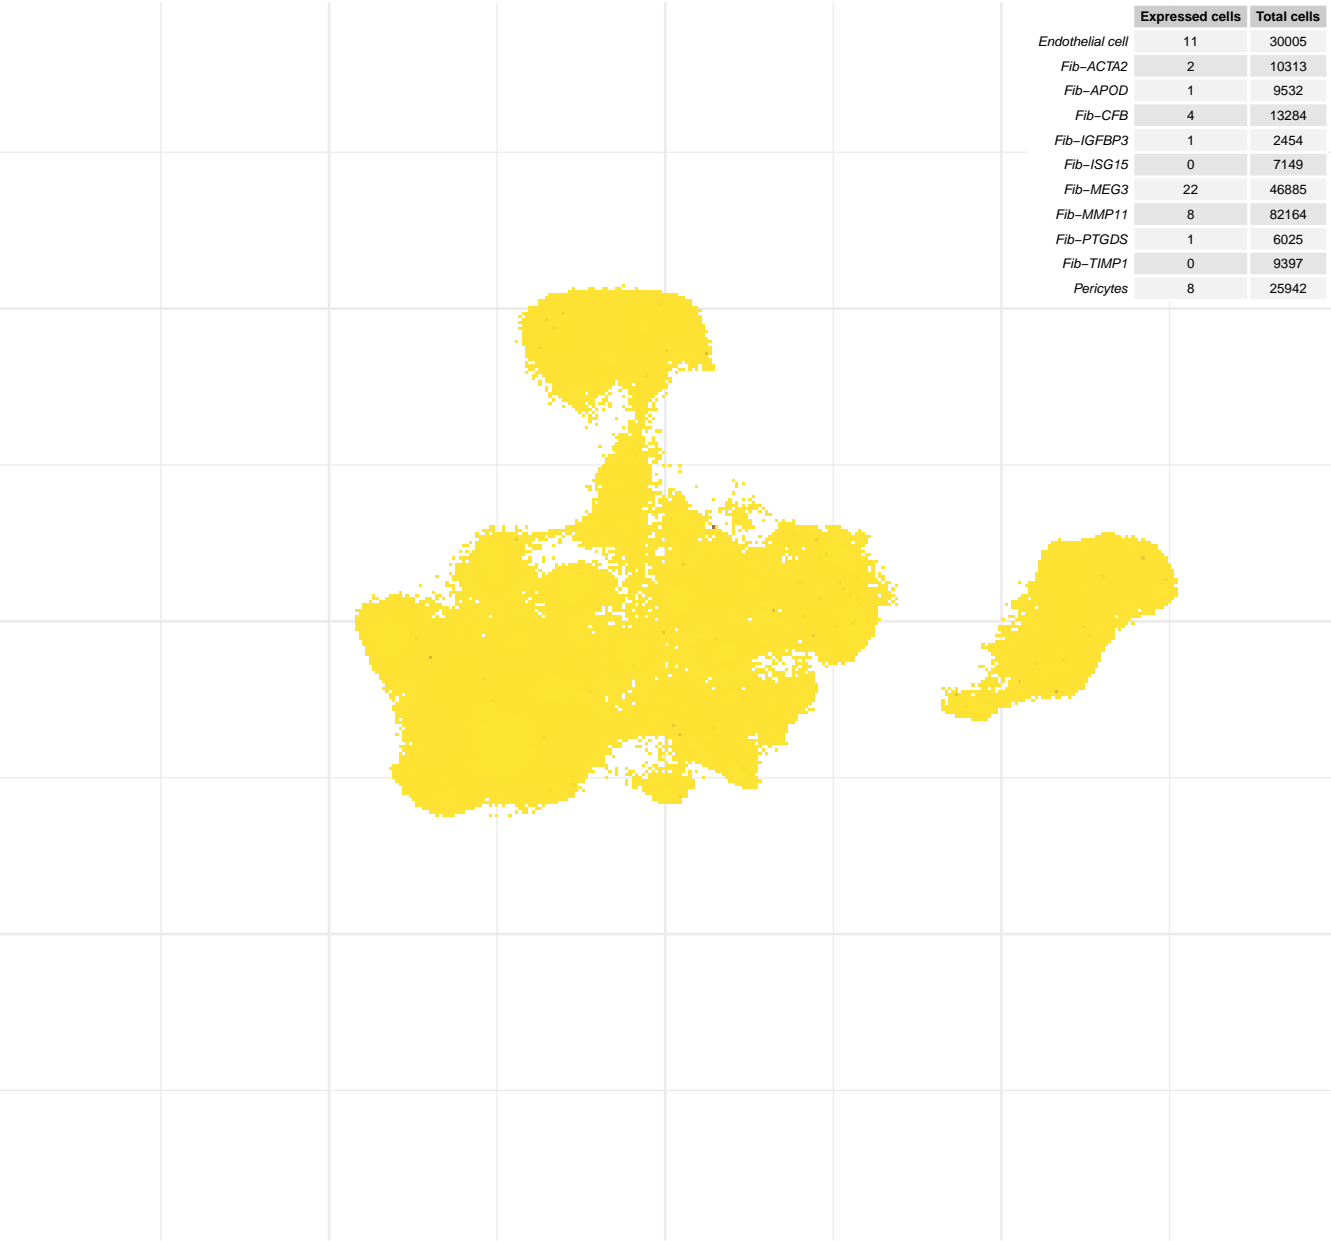 Expressed cells Total cells
Endothelial cell 11 30005
Fib−ACTA2 2 10313
Fib−APOD 1 9532
Fib−CFB 4 13284
Fib−IGFBP3 1 2454
Fib−ISG15 0 7149
Fib−MEG3 22 46885
Fib−MMP11 8 82164
Fib−PTGDS 1 6025
Fib−TIMP1 0 9397
Pericytes 8 25942